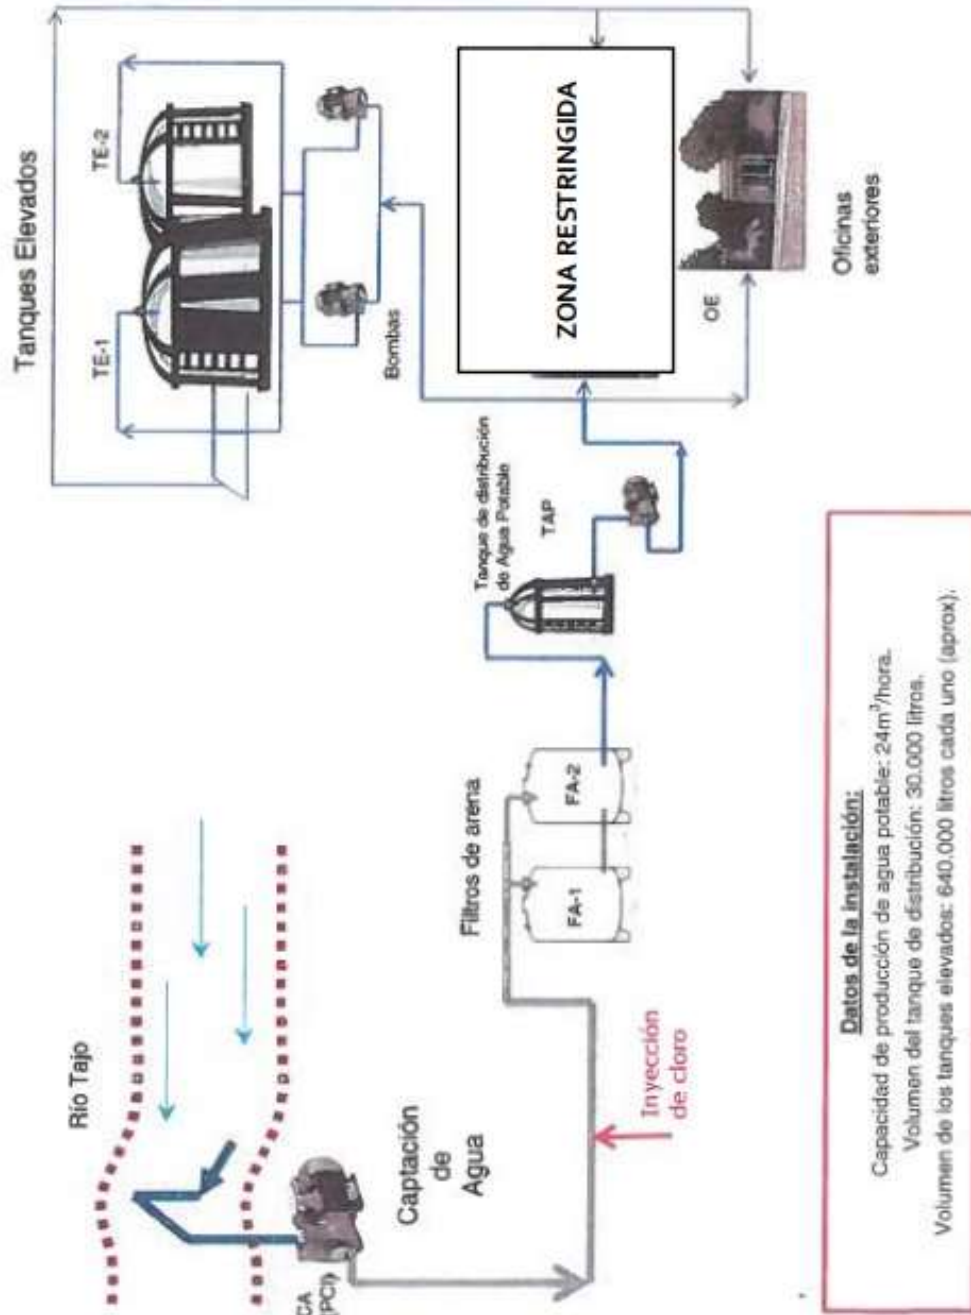 Río Tajo
CA
(PCI)
Captación
de
Agua
Inyección
de cloro
Filtros de arena
FA-1
FA-2
Tanque de distribución
de Agua Potable
TAP
Tanques Elevados
TE-1
TE-2
Bombas
ZONA RESTRINGIDA
OE
Oficinas
exteriores
Datos de la instalación:
Capacidad de producción de agua potable: 24m³/hora.
Volumen del tanque de distribución: 30.000 litros.
Volumen de los tanques elevados: 640.000 litros cada uno (aprox).